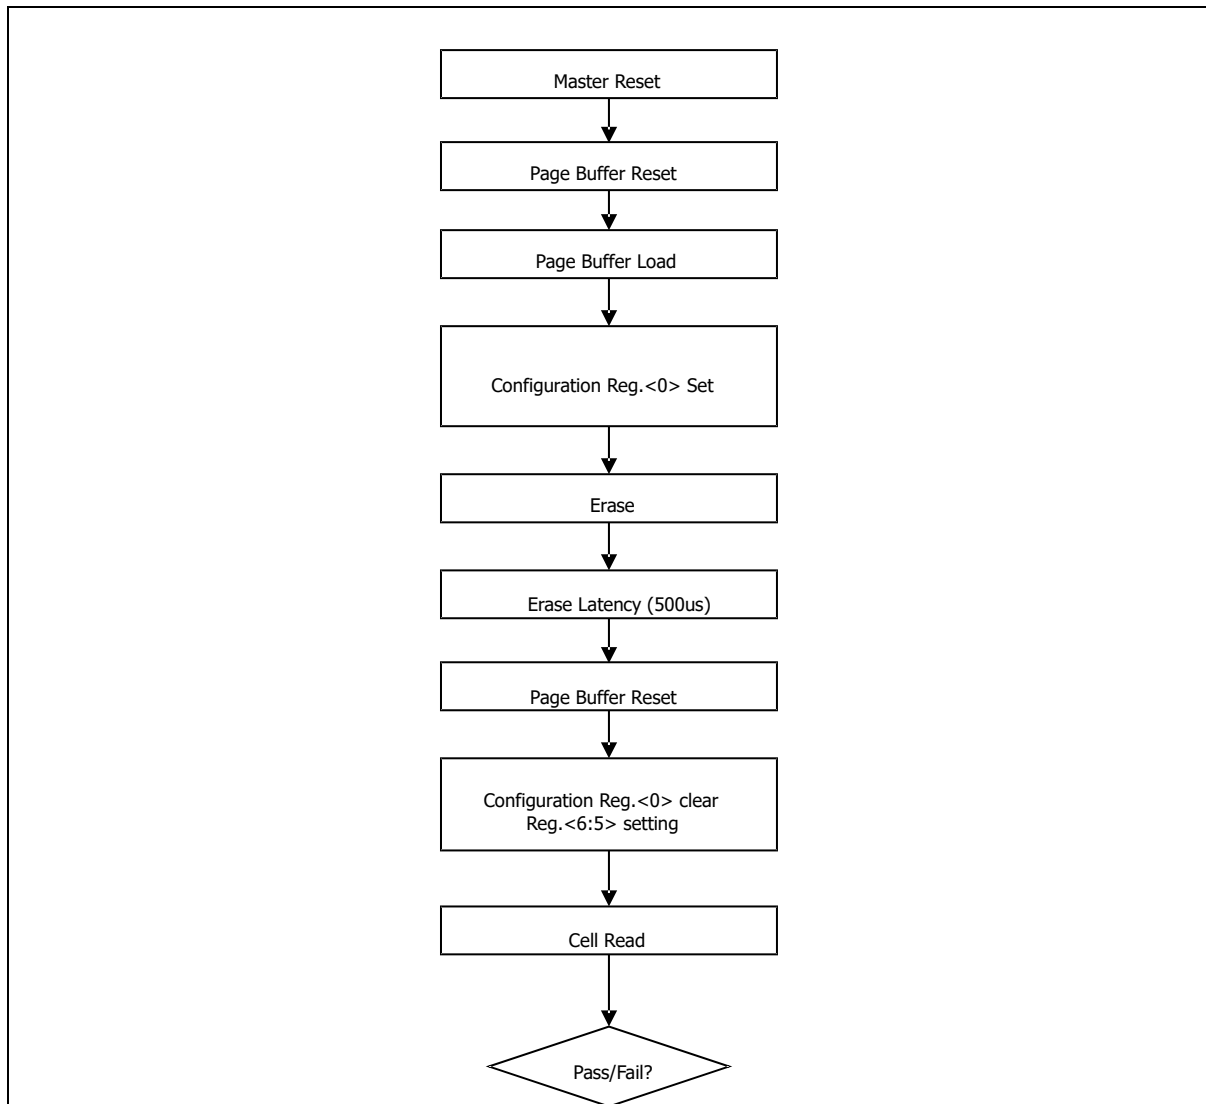 Master Reset
Page Buffer Reset
Page Buffer Load
Configuration Reg.<0> Set
Erase
Erase Latency (500us)
Page Buffer Reset
Configuration Reg.<0> clear
Reg.<6:5> setting
Cell Read
Pass/Fail?